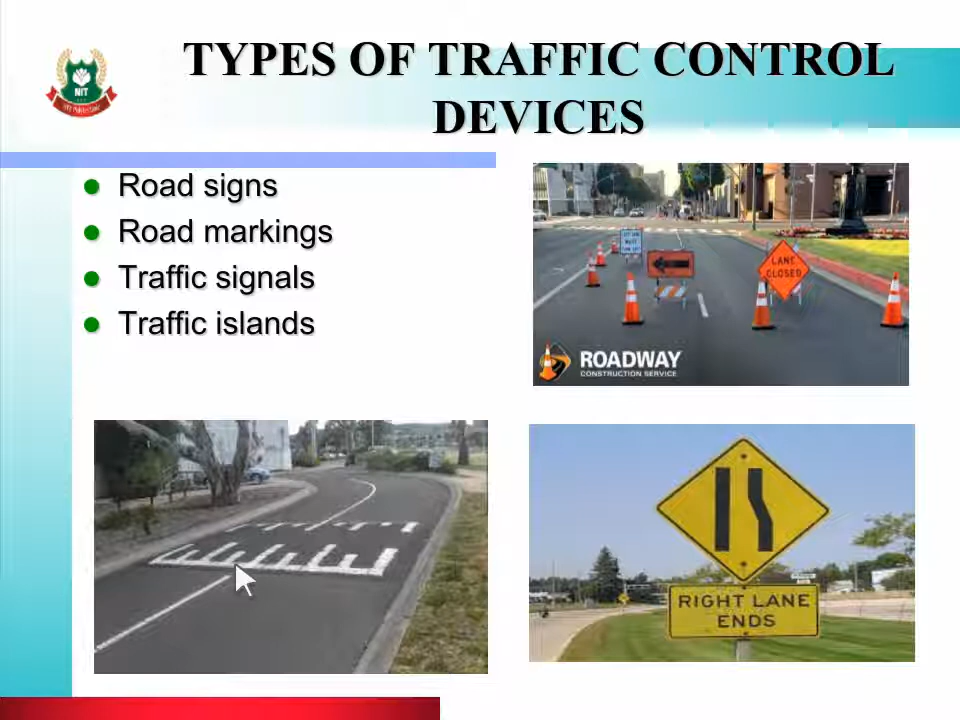 TYPES OF TRAFFIC CONTROL
DEVICES
NIT
Road signs
Road markings
Traffic signals
Traffic islands
LANE
CLOSED
ROADWAY
CONSTRUCTION SERVICE
RIGHT LANE
ENDS